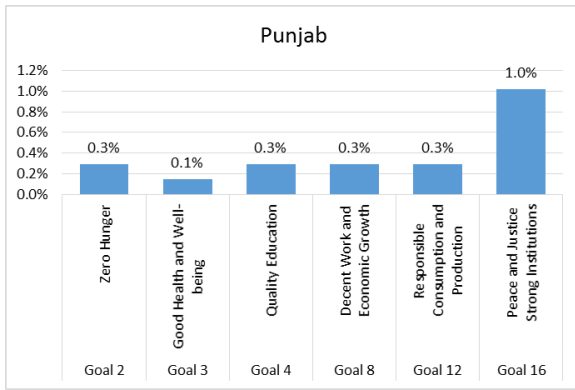 Punjab
1.2%
1.0%
0.8%
0.6%
0.4%
0.2%
0.0%
0.3%
0.1%
0.3%
0.3%
0.3%
1.0%
Zero Hunger
Good Health and Well-
being
Quality Education
Decent Work and
Economic Growth
Responsible
Consumption and
Production
Peace and Justice
Strong Institutions
Goal 2
Goal 3
Goal 4
Goal 8
Goal 12
Goal 16